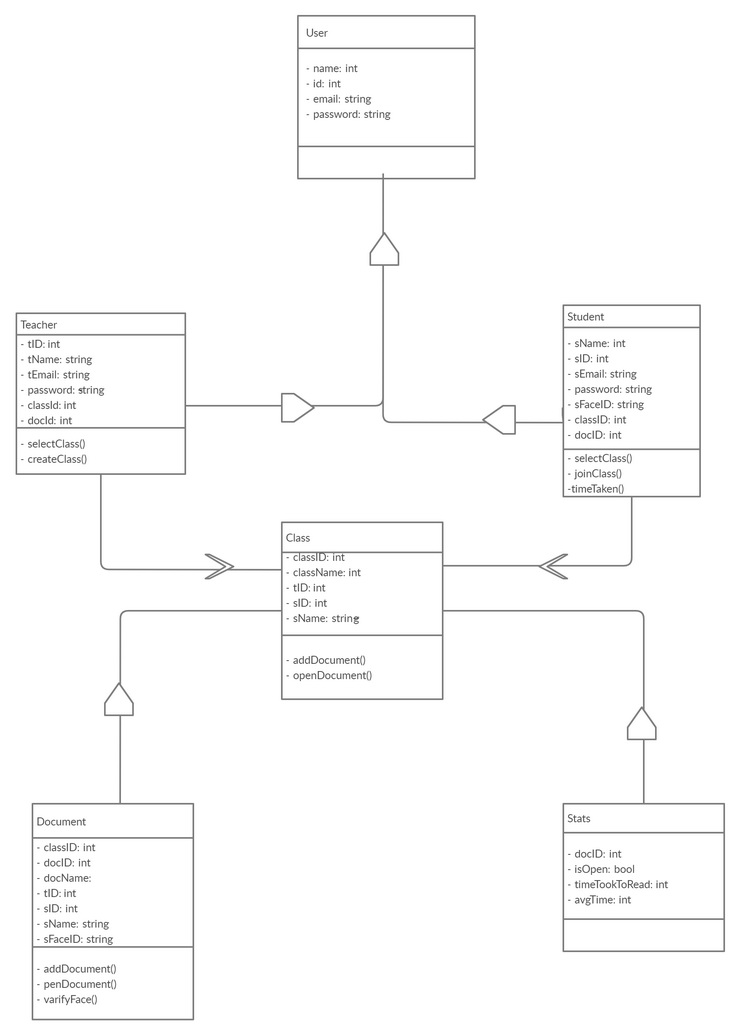 User
- name: int
- id: int
- email: string
- password: string
Teacher
- tID: int
- tName: string
- tEmail: string
- password: string
- classId: int
- docId: int
- selectClass()
- createClass()
Student
- sName: int
- sID: int
- sEmail: string
- password: string
- sFaceID: string
- classID: int
- docID: int
- selectClass()
- joinClass()
-timeTaken()
Class
- classID: int
- className: int
- tID: int
- sID: int
- sName: string
- addDocument()
- openDocument()
Document
- classID: int
- docID: int
- docName:
- tID: int
- sID: int
- sName: string
- sFaceID: string
- addDocument()
- penDocument()
- varifyFace()
Stats
- docID: int
- isOpen: bool
- timeTookToRead: int
- avgTime: int